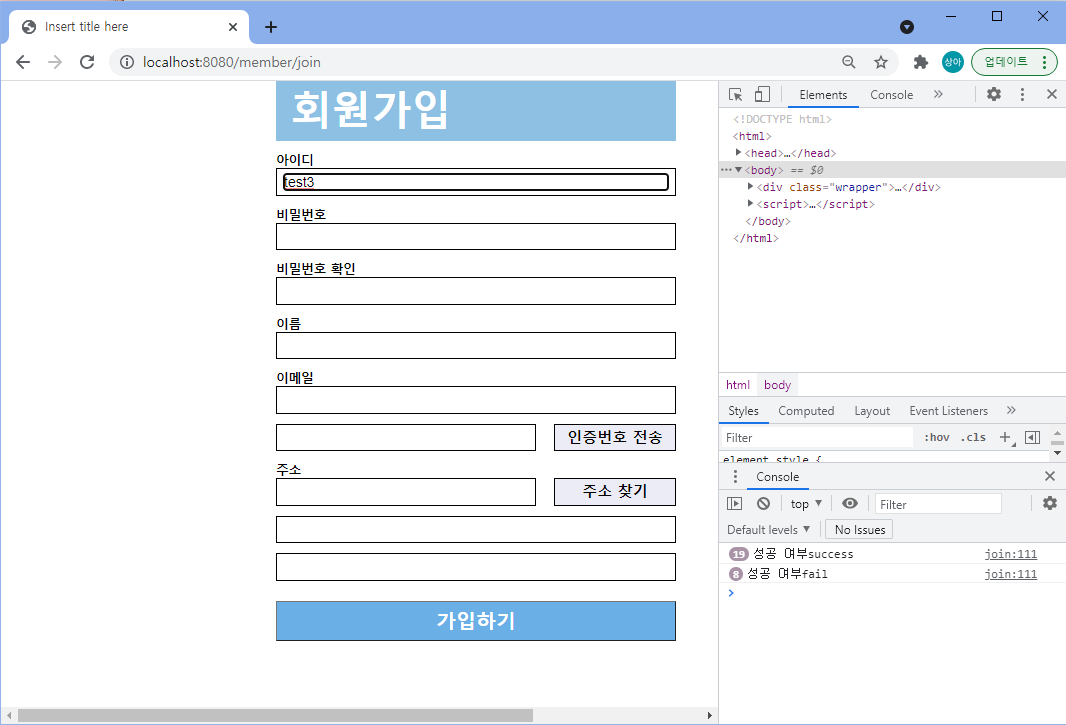 Insert title here
localhost:8080/member/join
상아
업데이트
회원가입
아이디
test3
비밀번호
비밀번호 확인
이름
이메일
인증번호 전송
주소
주소 찾기
가입하기
Elements Console »
<!DOCTYPE html>
<html>
<head>…</head>
<body> == $0
<div class="wrapper">…</div>
<script>…</script>
</body>
</html>
html body
Styles Computed Layout Event Listeners »
Filter :hov .cls +
element.style {
Console
top Filter
Default levels No Issues
19 성공 여부success join:111
8 성공 여부fail join:111